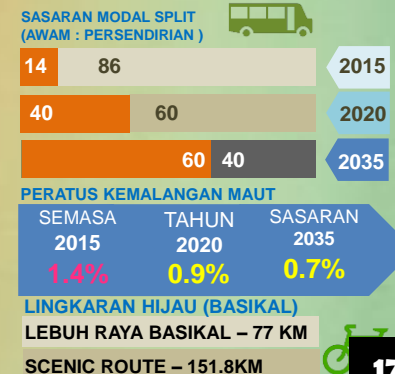 SASARAN MODAL SPLIT
(AWAM : PERSENDIRIAN )
14 86 2015
40 60 2020
60 40 2035
PERATUS KEMALANGAN MAUT
SEMASA TAHUN SASARAN
2015 2020 2035
1.4% 0.9% 0.7%
LINGKARAN HIJAU (BASIKAL)
LEBUH RAYA BASIKAL – 77 KM
SCENIC ROUTE – 151.8KM
17